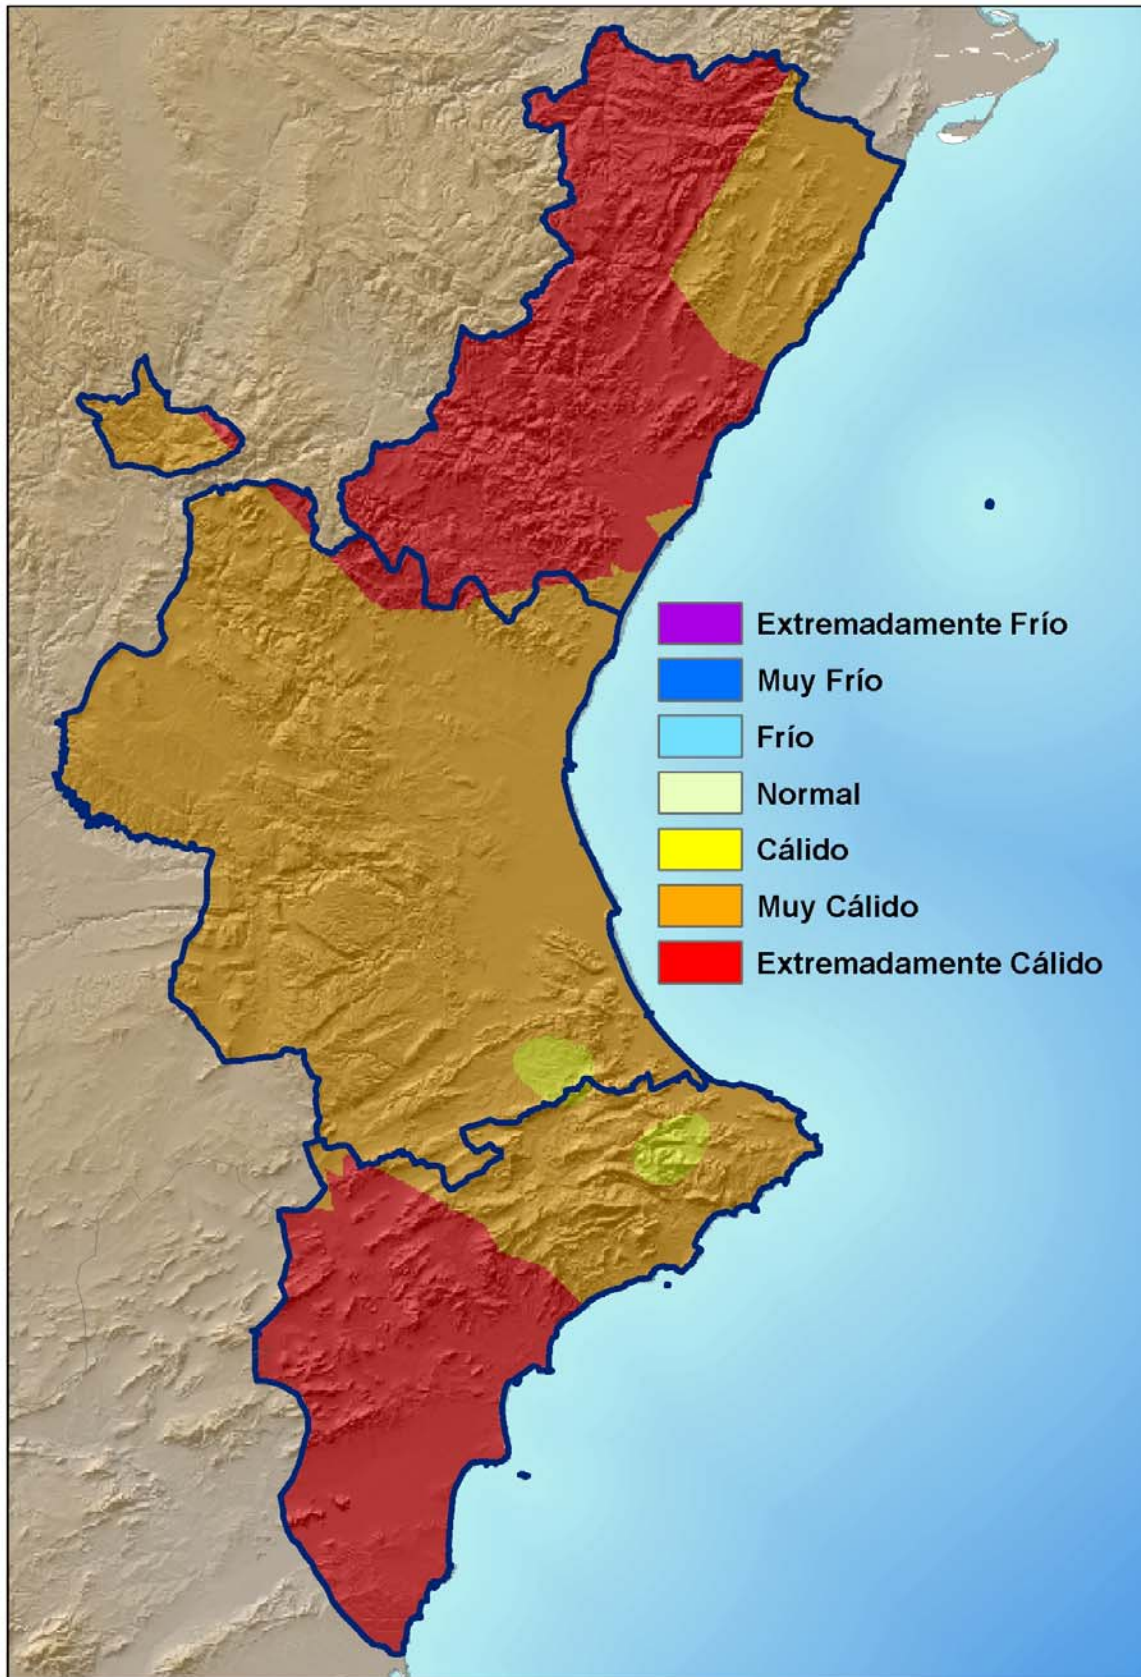 Extremadamente Frío
Muy Frío
Frío
Normal
Cálido
Muy Cálido
Extremadamente Cálido